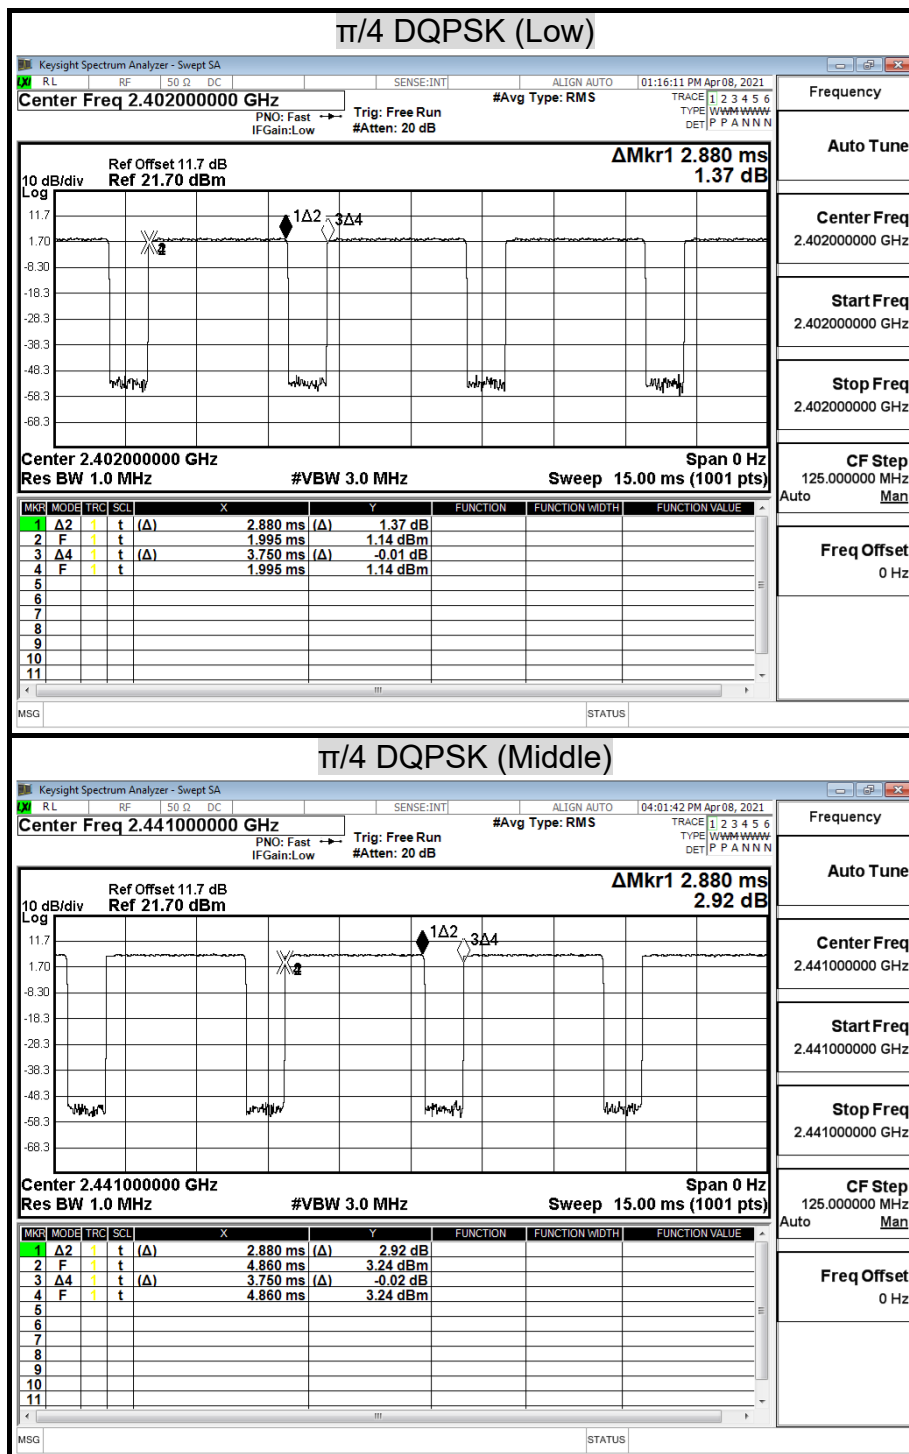 π/4 DQPSK (Low)
Keysight Spectrum Analyzer - Swept SA
LXI RL RF 50 Ω DC SENSE:INT ALIGN AUTO 01:16:11 PM Apr 08, 2021
Center Freq 2.402000000 GHz
PNO: Fast
IFGain:Low
Trig: Free Run
#Atten: 20 dB
#Avg Type: RMS
TRACE 1 2 3 4 5 6
TYPE WWMWWWW
DET P P A N N N
Frequency
Auto Tune
Center Freq
2.402000000 GHz
Start Freq
2.402000000 GHz
Stop Freq
2.402000000 GHz
CF Step
125.000000 MHz
Auto Man
Freq Offset
0 Hz
ΔMkr1 2.880 ms
1.37 dB
Ref Offset 11.7 dB
10 dB/div Ref 21.70 dBm
Log
11.7
1.70
-8.30
-18.3
-28.3
-38.3
-48.3
-58.3
-68.3
1Δ2
3Δ4
Center 2.402000000 GHz Span 0 Hz
Res BW 1.0 MHz #VBW 3.0 MHz Sweep 15.00 ms (1001 pts)
MKR MODE TRC SCL X Y FUNCTION FUNCTION WIDTH FUNCTION VALUE
1 Δ2 1 t (Δ) 2.880 ms (Δ) 1.37 dB
2 F 1 t 1.995 ms 1.14 dBm
3 Δ4 1 t (Δ) 3.750 ms (Δ) -0.01 dB
4 F 1 t 1.995 ms 1.14 dBm
5
6
7
8
9
10
11
MSG STATUS
π/4 DQPSK (Middle)
Keysight Spectrum Analyzer - Swept SA
LXI RL RF 50 Ω DC SENSE:INT ALIGN AUTO 04:01:42 PM Apr 08, 2021
Center Freq 2.441000000 GHz
PNO: Fast
IFGain:Low
Trig: Free Run
#Atten: 20 dB
#Avg Type: RMS
TRACE 1 2 3 4 5 6
TYPE WWMWWWW
DET P P A N N N
Frequency
Auto Tune
Center Freq
2.441000000 GHz
Start Freq
2.441000000 GHz
Stop Freq
2.441000000 GHz
CF Step
125.000000 MHz
Auto Man
Freq Offset
0 Hz
ΔMkr1 2.880 ms
2.92 dB
Ref Offset 11.7 dB
10 dB/div Ref 21.70 dBm
Log
11.7
1.70
-8.30
-18.3
-28.3
-38.3
-48.3
-58.3
-68.3
1Δ2
3Δ4
Center 2.441000000 GHz Span 0 Hz
Res BW 1.0 MHz #VBW 3.0 MHz Sweep 15.00 ms (1001 pts)
MKR MODE TRC SCL X Y FUNCTION FUNCTION WIDTH FUNCTION VALUE
1 Δ2 1 t (Δ) 2.880 ms (Δ) 2.92 dB
2 F 1 t 4.860 ms 3.24 dBm
3 Δ4 1 t (Δ) 3.750 ms (Δ) -0.02 dB
4 F 1 t 4.860 ms 3.24 dBm
5
6
7
8
9
10
11
MSG STATUS